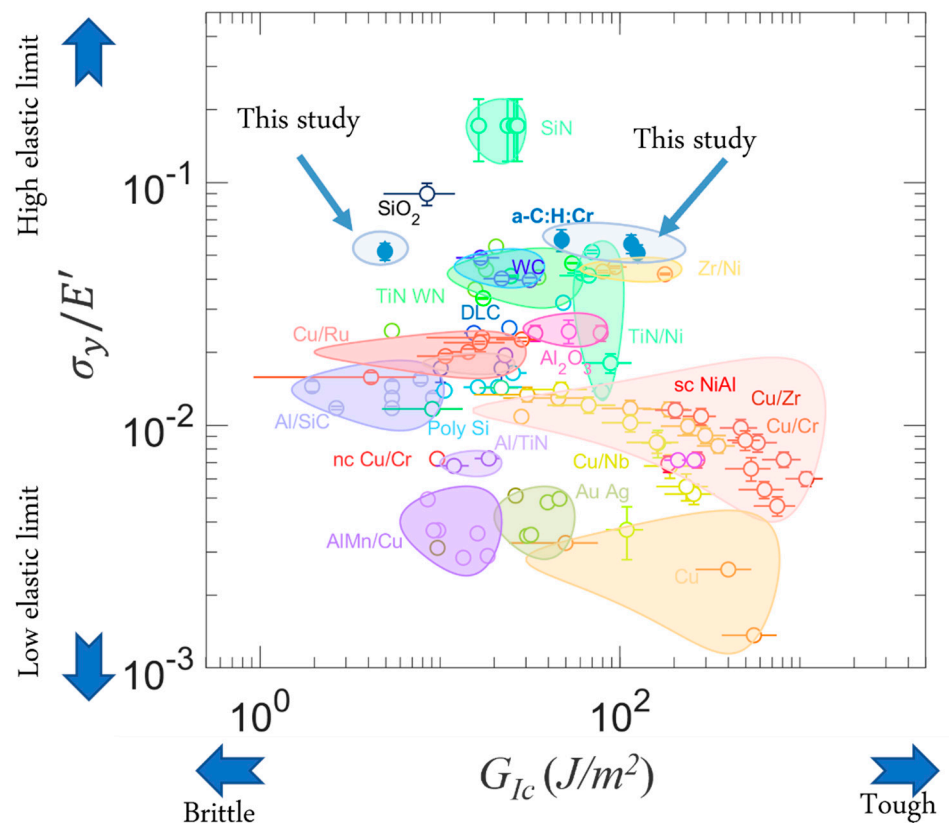 High elastic limit
Low elastic limit
σ_y/E′
10^-1
10^-2
10^-3
This study
This study
SiN
SiO₂
a-C:H:Cr
WC
Zr/Ni
TiN WN
DLC
TiN/Ni
Cu/Ru
Al₂O₃
sc NiAl
Cu/Zr
Al/SiC
Poly Si
Cu/Cr
Al/TiN
nc Cu/Cr
Cu/Nb
Au Ag
AlMn/Cu
Cu
10^0
10^2
G_Ic (J/m²)
Brittle
Tough